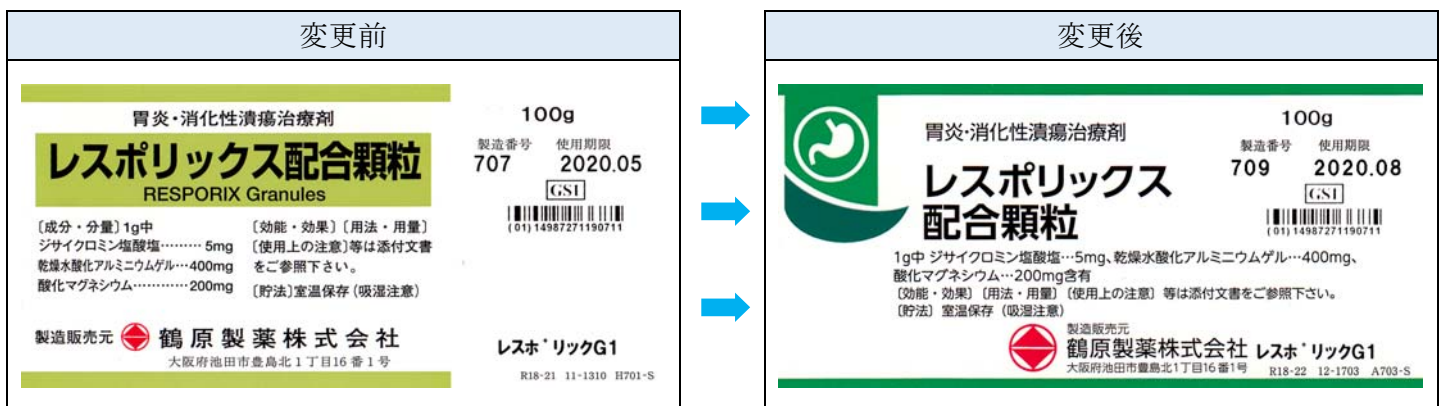 変更前
胃炎・消化性潰瘍治療剤
レスポリックス配合顆粒
RESPORIX Granules
〔成分・分量〕1g中
ジサイクロミン塩酸塩……… 5mg
乾燥水酸化アルミニウムゲル…400mg
酸化マグネシウム…………200mg
〔効能・効果〕〔用法・用量〕
〔使用上の注意〕等は添付文書
をご参照下さい。
〔貯法〕室温保存 (吸湿注意)
製造販売元 鶴原製薬株式会社
大阪府池田市豊島北1丁目16番1号
100g
製造番号 使用期限
707 2020.05
GS1
(01)14987271190711
レスホ゜リックG1
R18-21 11-1310 H701-S
変更後
胃炎・消化性潰瘍治療剤
レスポリックス
配合顆粒
100g
製造番号 使用期限
709 2020.08
GS1
(01)14987271190711
1g中 ジサイクロミン塩酸塩…5mg、乾燥水酸化アルミニウムゲル…400mg、
酸化マグネシウム…200mg含有
〔効能・効果〕〔用法・用量〕〔使用上の注意〕等は添付文書をご参照下さい。
〔貯法〕室温保存 (吸湿注意)
製造販売元
鶴原製薬株式会社
大阪府池田市豊島北1丁目16番1号
レスホ゜リックG1
R18-22 12-1703 A703-S